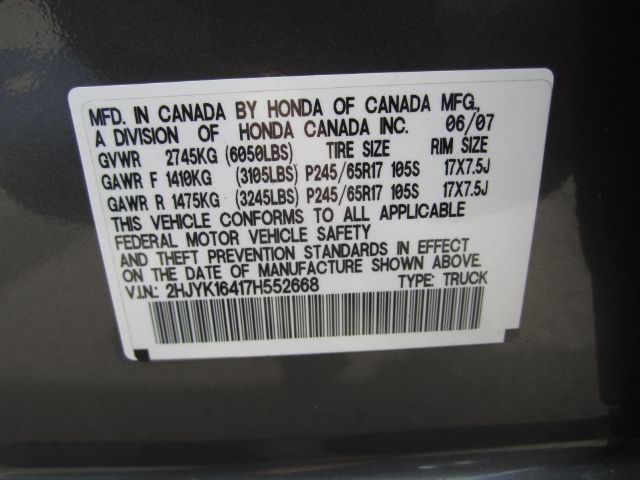 MFD. IN CANADA BY HONDA OF CANADA MFG.,
A DIVISION OF HONDA CANADA INC. 06/07
GVWR 2745KG (6050LBS) TIRE SIZE RIM SIZE
GAWR F 1410KG (3105LBS) P245/65R17 105S 17X7.5J
GAWR R 1475KG (3245LBS) P245/65R17 105S 17X7.5J
THIS VEHICLE CONFORMS TO ALL APPLICABLE
FEDERAL MOTOR VEHICLE SAFETY
AND THEFT PREVENTION STANDARDS IN EFFECT
ON THE DATE OF MANUFACTURE SHOWN ABOVE.
V.I.N.: 2HJYK16417H552668 TYPE: TRUCK